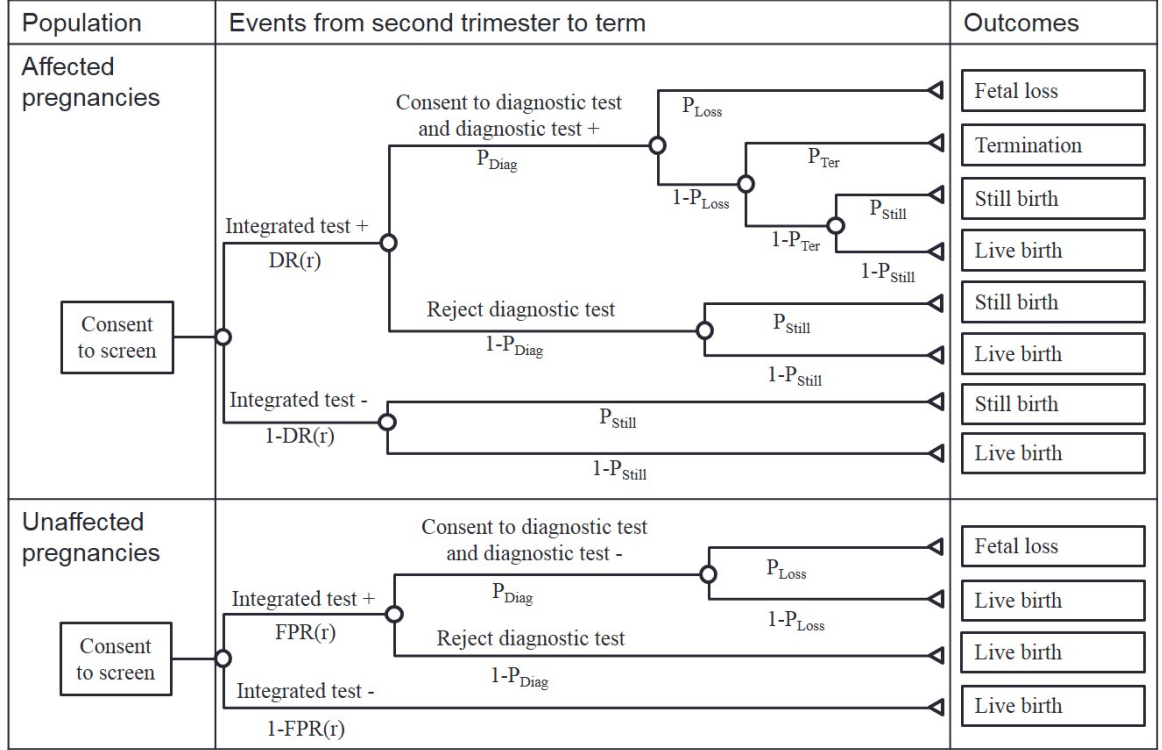 Population
Events from second trimester to term
Outcomes
Affected
pregnancies
Consent to diagnostic test
and diagnostic test +
P_Diag
P_Loss
Fetal loss
1-P_Loss
P_Ter
Termination
1-P_Ter
P_Still
Still birth
1-P_Still
Live birth
Integrated test +
DR(r)
Reject diagnostic test
1-P_Diag
P_Still
Still birth
1-P_Still
Live birth
Consent
to screen
Integrated test -
1-DR(r)
P_Still
Still birth
1-P_Still
Live birth
Unaffected
pregnancies
Consent to diagnostic test
and diagnostic test -
P_Diag
P_Loss
Fetal loss
1-P_Loss
Live birth
Integrated test +
FPR(r)
Reject diagnostic test
1-P_Diag
Live birth
Consent
to screen
Integrated test -
1-FPR(r)
Live birth